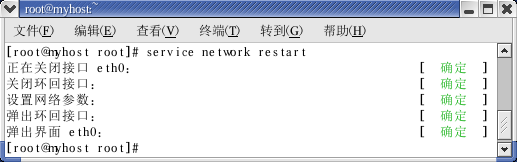 root@myhost:~
文件(F) 编辑(E) 查看(V) 终端(T) 转到(G) 帮助(H)
[root@myhost root]# service network restart
正在关闭接口 eth0: [ 确定 ]
关闭环回接口: [ 确定 ]
设置网络参数: [ 确定 ]
弹出环回接口: [ 确定 ]
弹出界面 eth0: [ 确定 ]
[root@myhost root]#